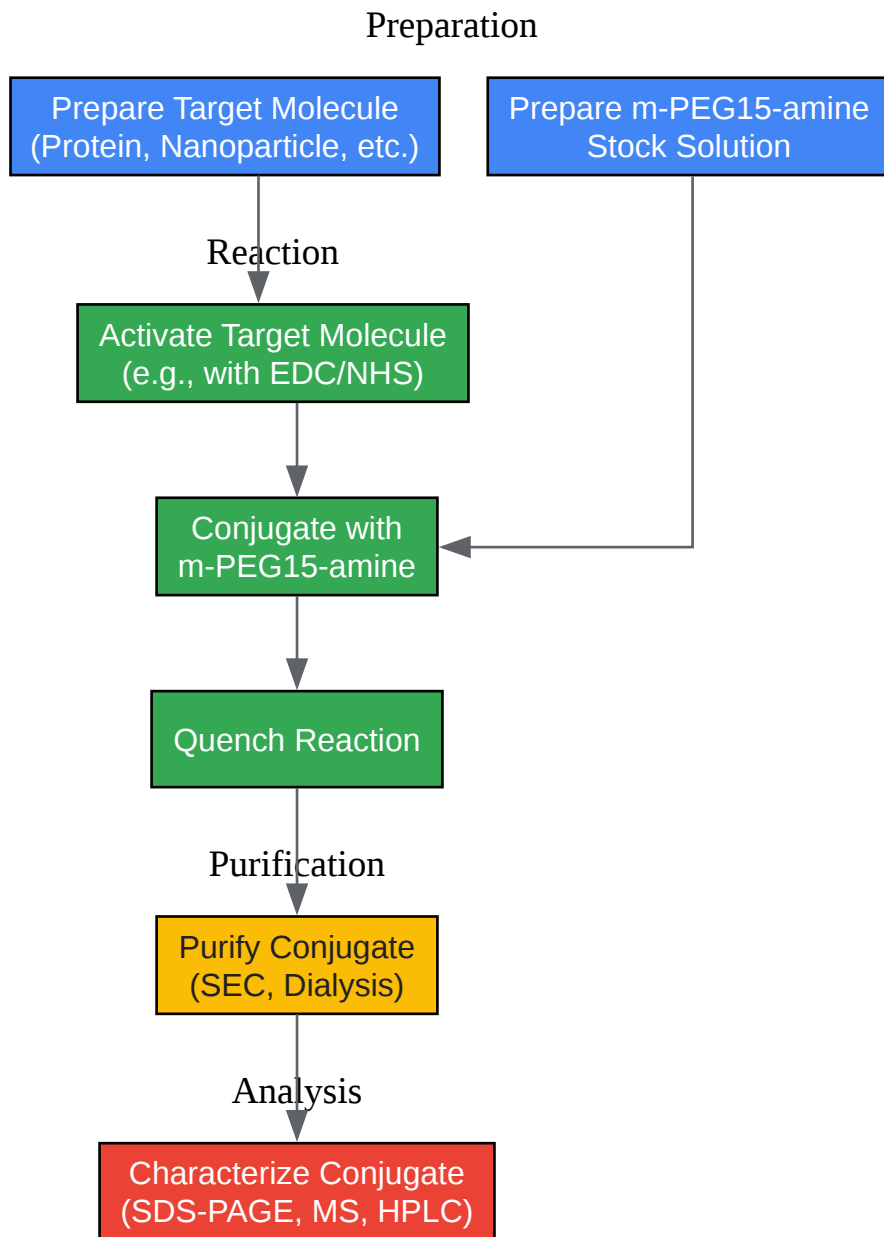 Preparation
Prepare Target Molecule
(Protein, Nanoparticle, etc.)
Prepare m-PEG15-amine
Stock Solution
Reaction
Activate Target Molecule
(e.g., with EDC/NHS)
Conjugate with
m-PEG15-amine
Quench Reaction
Purification
Purify Conjugate
(SEC, Dialysis)
Analysis
Characterize Conjugate
(SDS-PAGE, MS, HPLC)